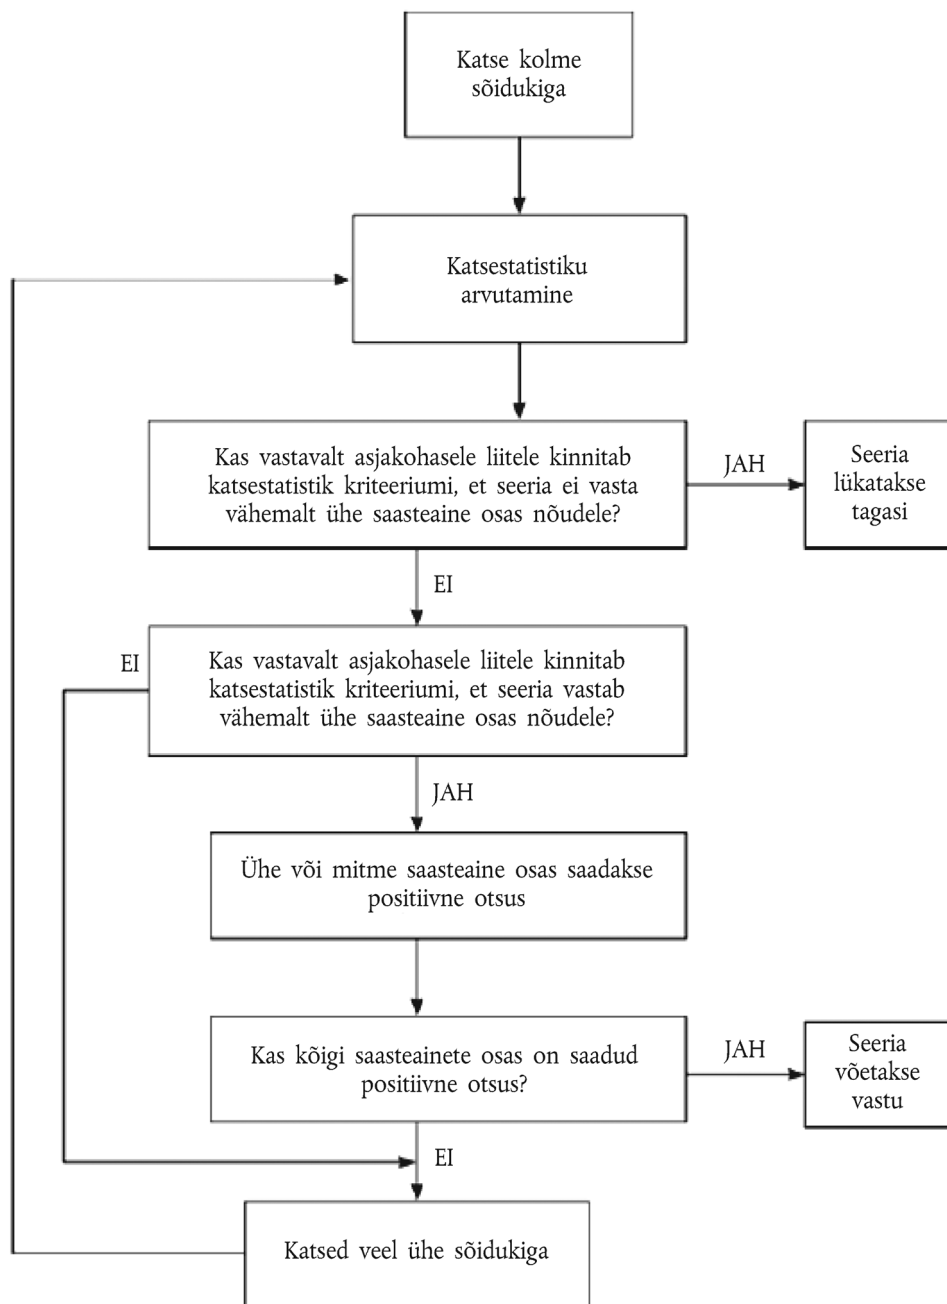 Katse kolme
sõidukiga
Katsestatistiku
arvutamine
Kas vastavalt asjakohasele liitele kinnitab
katsestatistik kriteeriumi, et seeria ei vasta
vähemalt ühe saasteaine osas nõudele?
JAH
Seeria
lükatakse
tagasi
EI
EI
Kas vastavalt asjakohasele liitele kinnitab
katsestatistik kriteeriumi, et seeria vastab
vähemalt ühe saasteaine osas nõudele?
JAH
Ühe või mitme saasteaine osas saadakse
positiivne otsus
Kas kõigi saasteainete osas on saadud
positiivne otsus?
JAH
Seeria
võetakse
vastu
EI
Katsed veel ühe sõidukiga